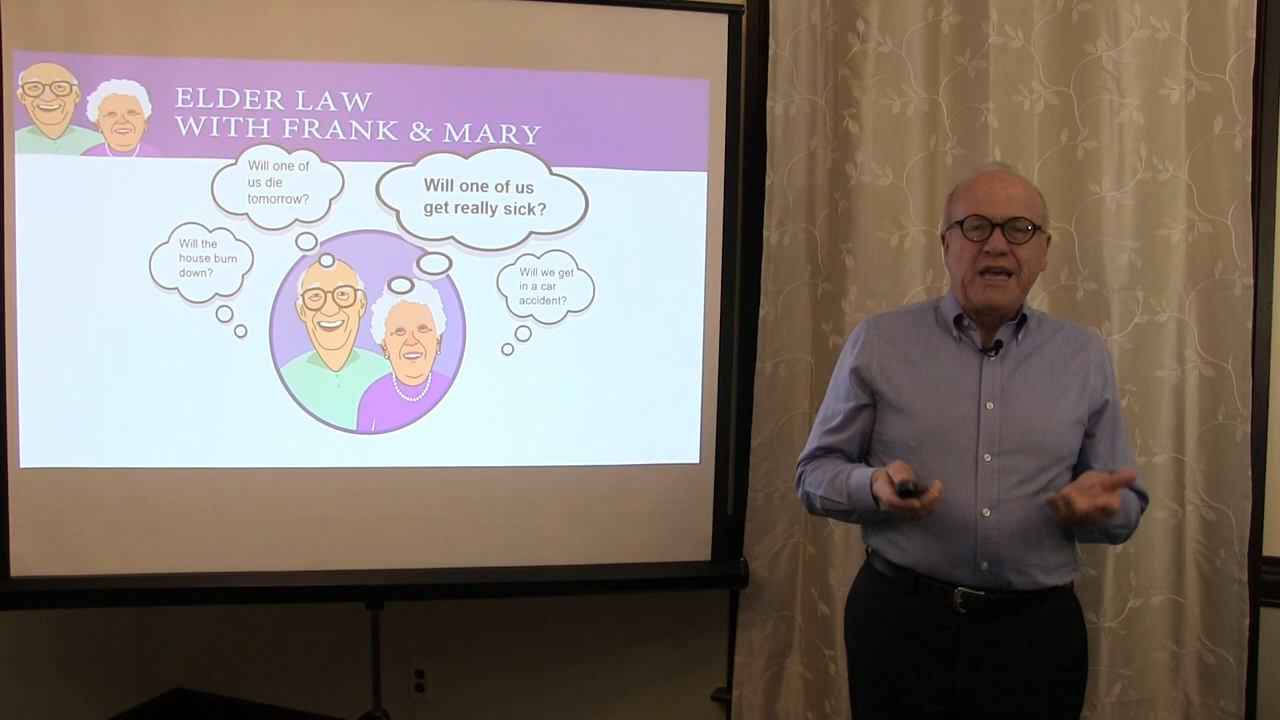 ELDER LAW
WITH FRANK & MARY
Will one of
us die
tomorrow?
Will one of us
get really sick?
Will the
house burn
down?
Will we get
in a car
accident?